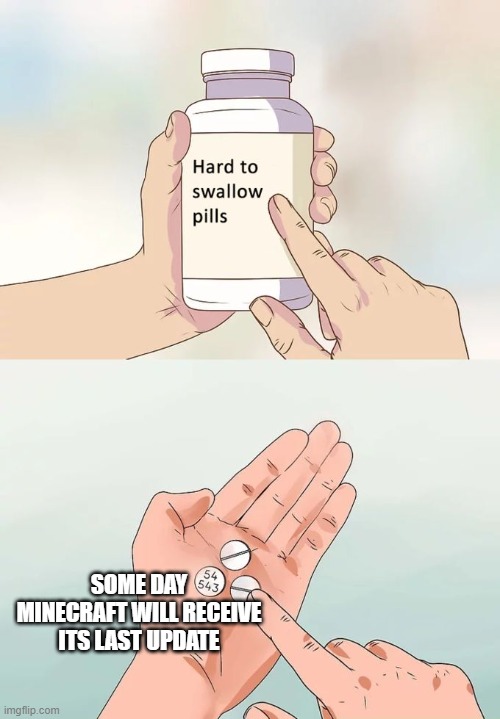 Hard to
swallow
pills
54
543
SOME DAY
MINECRAFT WILL RECEIVE
ITS LAST UPDATE
imgflip.com